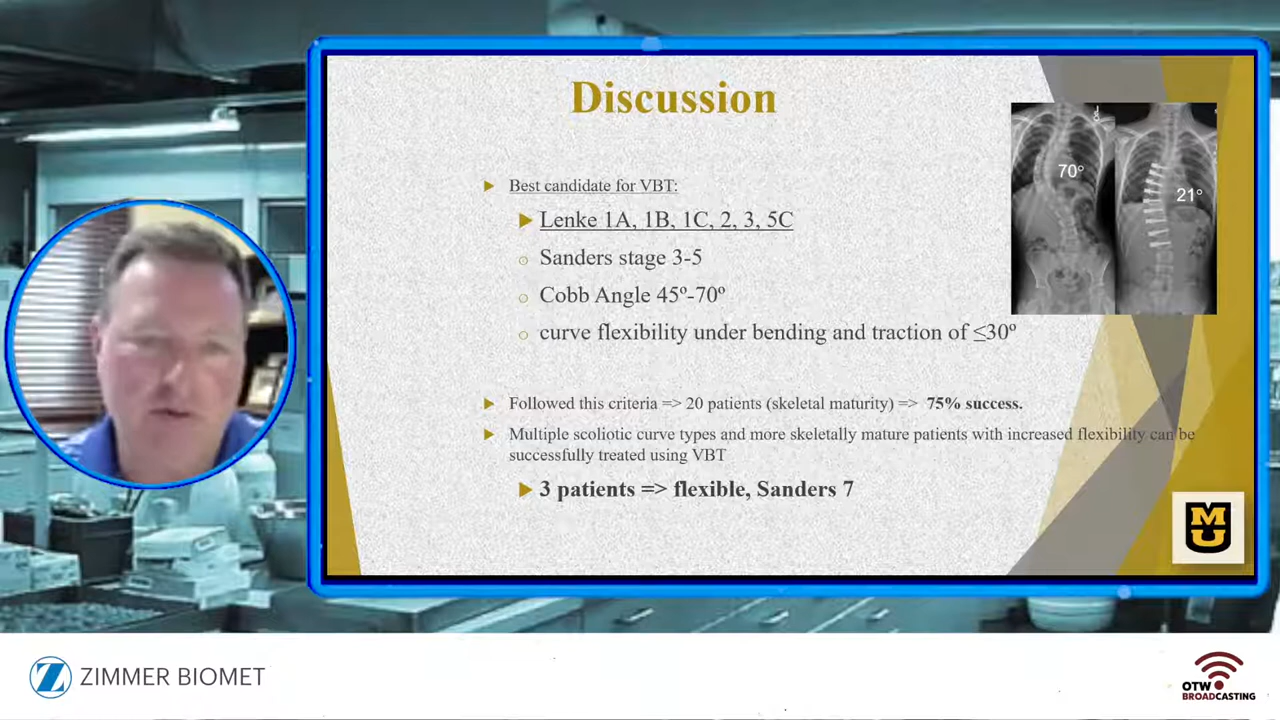 Discussion
70°
21°
Best candidate for VBT:
Lenke 1A, 1B, 1C, 2, 3, 5C
Sanders stage 3-5
Cobb Angle 45º-70º
curve flexibility under bending and traction of ≤30º
Followed this criteria => 20 patients (skeletal maturity) => 75% success.
Multiple scoliotic curve types and more skeletally mature patients with increased flexibility can be
successfully treated using VBT
3 patients => flexible, Sanders 7
MU
ZIMMER BIOMET
OTW
BROADCASTING